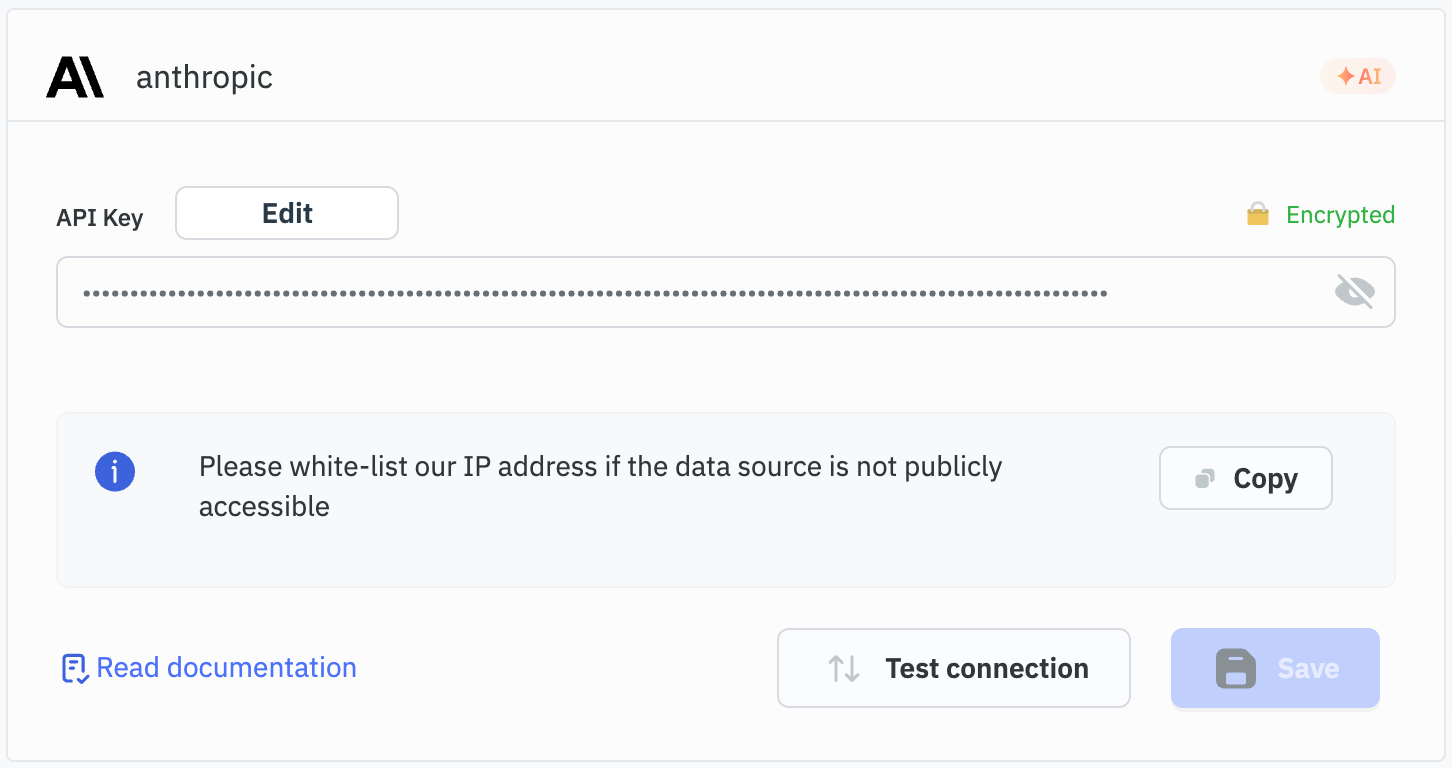 anthropic
AI
API Key
Edit
Encrypted
Please white-list our IP address if the data source is not publicly
accessible
Copy
Read documentation
Test connection
Save